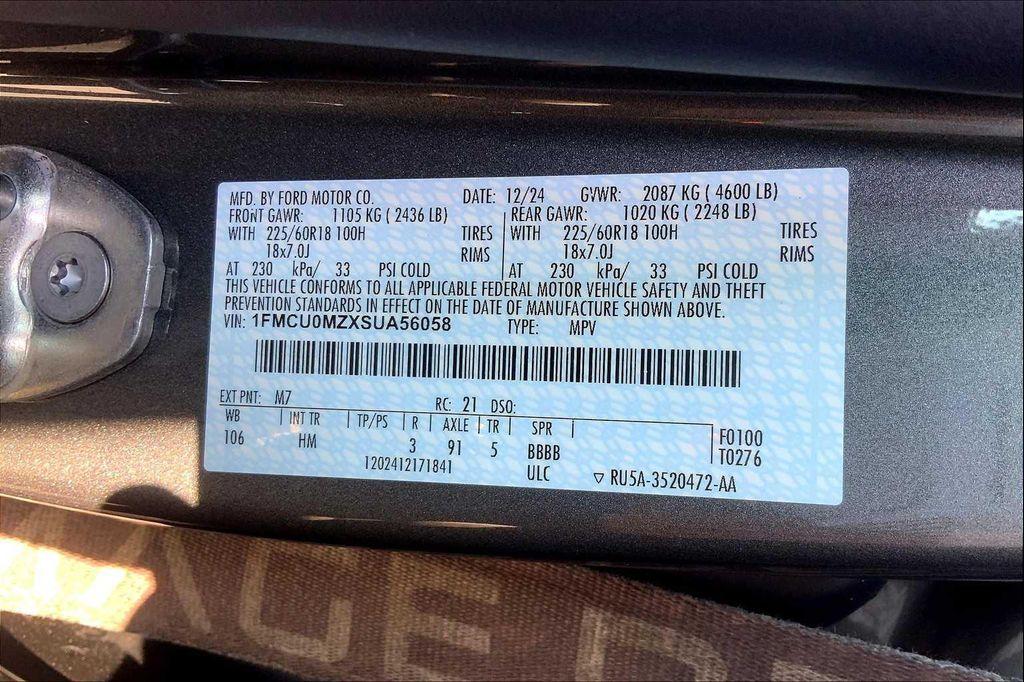 MFD. BY FORD MOTOR CO. DATE: 12/24 GVWR: 2087 KG ( 4600 LB)
FRONT GAWR: 1105 KG ( 2436 LB) REAR GAWR: 1020 KG ( 2248 LB)
WITH 225/60R18 100H TIRES WITH 225/60R18 100H TIRES
18x7.0J RIMS 18x7.0J RIMS
AT 230 kPa/ 33 PSI COLD AT 230 kPa/ 33 PSI COLD
THIS VEHICLE CONFORMS TO ALL APPLICABLE FEDERAL MOTOR VEHICLE SAFETY AND THEFT
PREVENTION STANDARDS IN EFFECT ON THE DATE OF MANUFACTURE SHOWN ABOVE.
VIN: 1FMCU0MZXSUA56058 TYPE: MPV
EXT PNT: M7 RC: 21 DSO:
WB INT TR TP/PS R AXLE TR SPR
106 HM 3 91 5 BBBB F0100
T0276
1202412171841 ULC ▽ RU5A-3520472-AA